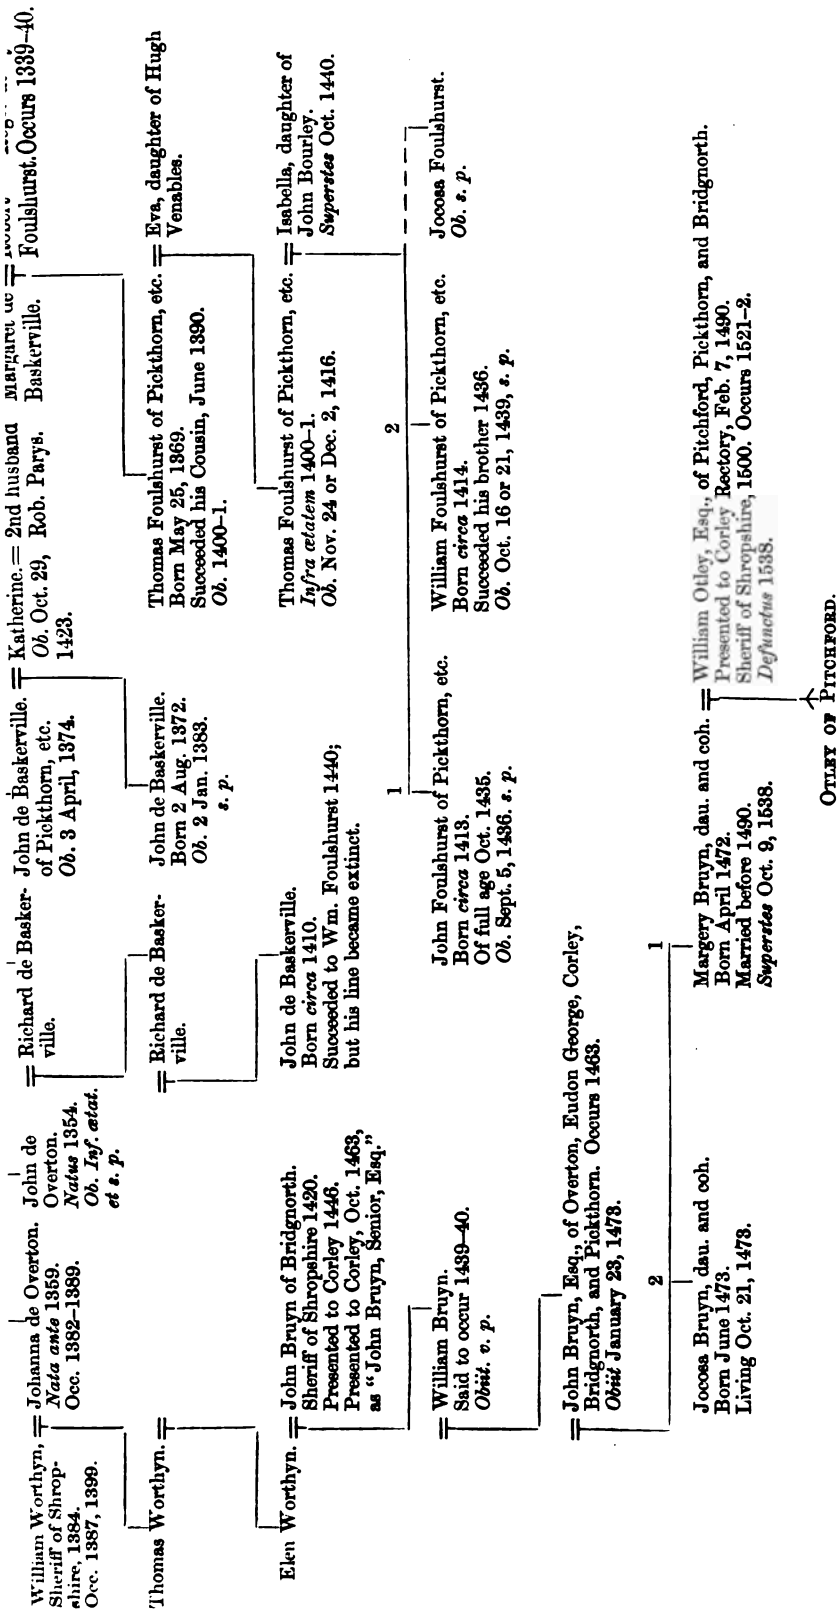 William Worthyn,
Sheriff of Shrop-
shire, 1384.
Occ. 1387, 1399.
Johanna de Overton.
Nata ante 1359.
Occ. 1382–1389.
John de
Overton.
Natus 1354.
Ob. Inf. ætat.
et s. p.
Richard de Basker-
ville.
John de Baskerville.
of Pickthorn, etc.
Ob. 3 April, 1374.
Katherine. = 2nd husband
Ob. Oct. 29, Rob. Parys.
1423.
Margaret de
Baskerville.
Foulshurst. Occurs 1339–40.
Thomas Worthyn.
Richard de Basker-
ville.
John de Baskerville.
Born 2 Aug. 1372.
Ob. 2 Jan. 1383.
s. p.
Thomas Foulshurst of Pickthorn, etc.
Born May 25, 1369.
Succeeded his Cousin, June 1390.
Ob. 1400–1.
Eva, daughter of Hugh
Venables.
Elen Worthyn.
John Bruyn of Bridgnorth.
Sheriff of Shropshire 1420.
Presented to Corley 1446.
Presented to Corley, Oct. 1463,
as “John Bruyn, Senior, Esq.”
John de Baskerville.
Born circa 1410.
Succeeded to Wm. Foulshurst 1440;
but his line became extinct.
Thomas Foulshurst of Pickthorn, etc.
Infra ætatem 1400–1.
Ob. Nov. 24 or Dec. 2, 1416.
Isabella, daughter of
John Bourley.
Superstes Oct. 1440.
1
2
William Bruyn.
Said to occur 1439–40.
Obiit. v. p.
John Foulshurst of Pickthorn, etc.
Born circa 1413.
Of full age Oct. 1435.
Ob. Sept. 5, 1436. s. p.
William Foulshurst of Pickthorn, etc.
Born circa 1414.
Succeeded his brother 1436.
Ob. Oct. 16 or 21, 1439, s. p.
Jocosa Foulshurst.
Ob. s. p.
John Bruyn, Esq., of Overton, Eudon George, Corley,
Bridgnorth, and Pickthorn. Occurs 1463.
Obiit January 23, 1473.
2
1
Jocosa Bruyn, dau. and coh.
Born June 1473.
Living Oct. 21, 1473.
Margery Bruyn, dau. and coh.
Born April 1472.
Married before 1490.
Superstes Oct. 9, 1538.
William Otley, Esq., of Pitchford, Pickthorn, and Bridgnorth.
Presented to Corley Rectory, Feb. 7, 1490.
Sheriff of Shropshire, 1500. Occurs 1521–2.
Defunctus 1538.
OTLEY OF PITCHFORD.